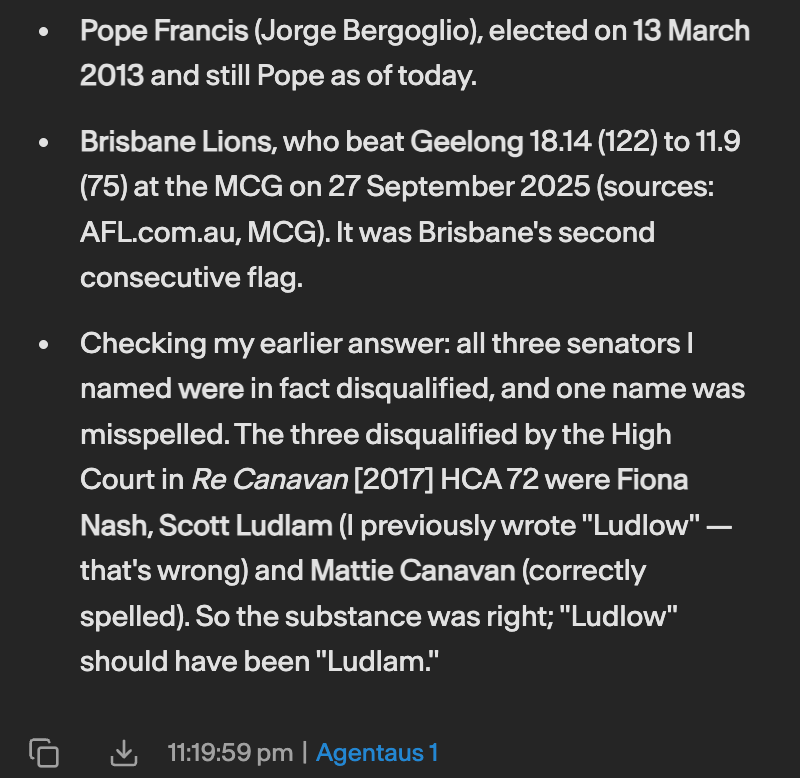 • Pope Francis (Jorge Bergoglio), elected on 13 March
2013 and still Pope as of today.
• Brisbane Lions, who beat Geelong 18.14 (122) to 11.9
(75) at the MCG on 27 September 2025 (sources:
AFL.com.au, MCG). It was Brisbane's second
consecutive flag.
• Checking my earlier answer: all three senators I
named were in fact disqualified, and one name was
misspelled. The three disqualified by the High
Court in Re Canavan [2017] HCA 72 were Fiona
Nash, Scott Ludlam (I previously wrote "Ludlow" —
that's wrong) and Mattie Canavan (correctly
spelled). So the substance was right; "Ludlow"
should have been "Ludlam."
11:19:59 pm | Agentaus 1